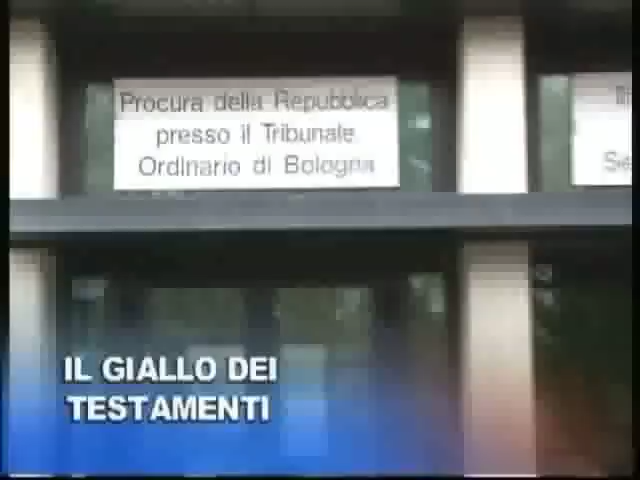 Procura della Repubblica
presso il Tribunale
Ordinario di Bologna
IL GIALLO DEI
TESTAMENTI